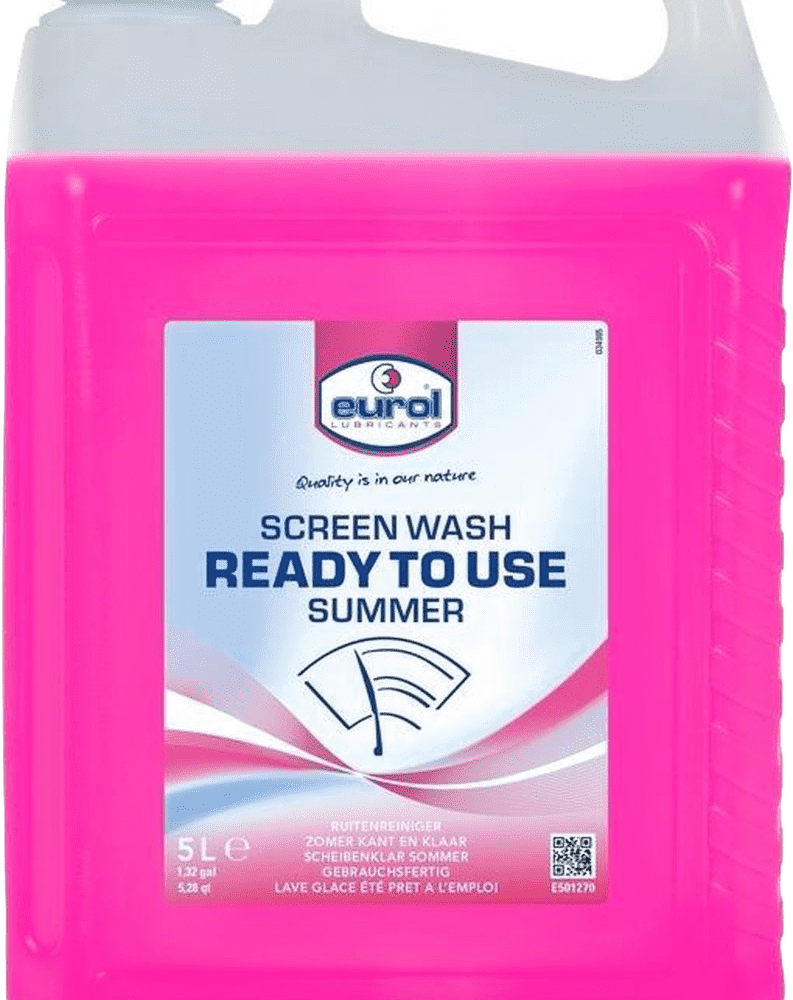 034995
eurol
®
LUBRICANTS
Quality is in our nature
SCREEN WASH
READY TO USE
SUMMER
RUITENREINIGER
ZOMER KANT EN KLAAR
SCHEIBENKLAR SOMMER
GEBRAUCHSFERTIG
LAVE GLACE ÉTÉ PRET A L'EMPLOI
5 L e
1,32 gal
5,28 qt
E501270